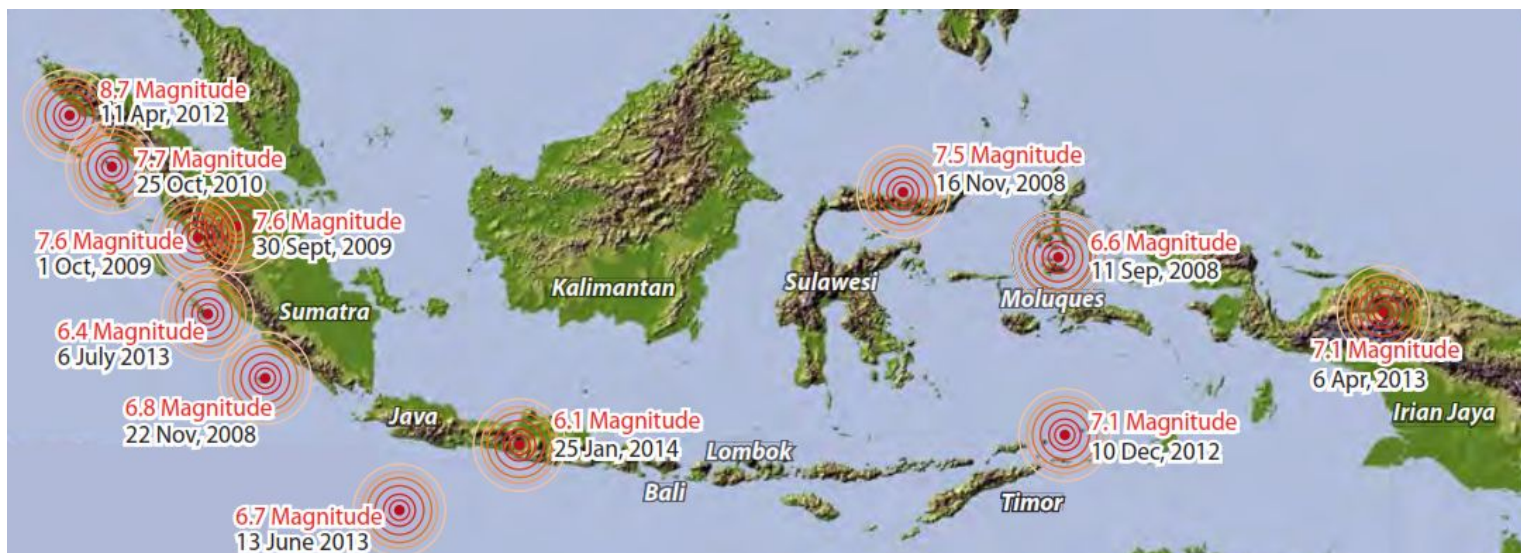 8.7 Magnitude
11 Apr, 2012
7.7 Magnitude
25 Oct, 2010
7.6 Magnitude
30 Sept, 2009
7.6 Magnitude
1 Oct, 2009
6.4 Magnitude
6 July 2013
6.8 Magnitude
22 Nov, 2008
Sumatra
Kalimantan
Sulawesi
7.5 Magnitude
16 Nov, 2008
6.6 Magnitude
11 Sep, 2008
Moluques
7.1 Magnitude
6 Apr, 2013
Irian Jaya
Java
6.1 Magnitude
25 Jan, 2014
Lombok
Bali
7.1 Magnitude
10 Dec, 2012
Timor
6.7 Magnitude
13 June 2013